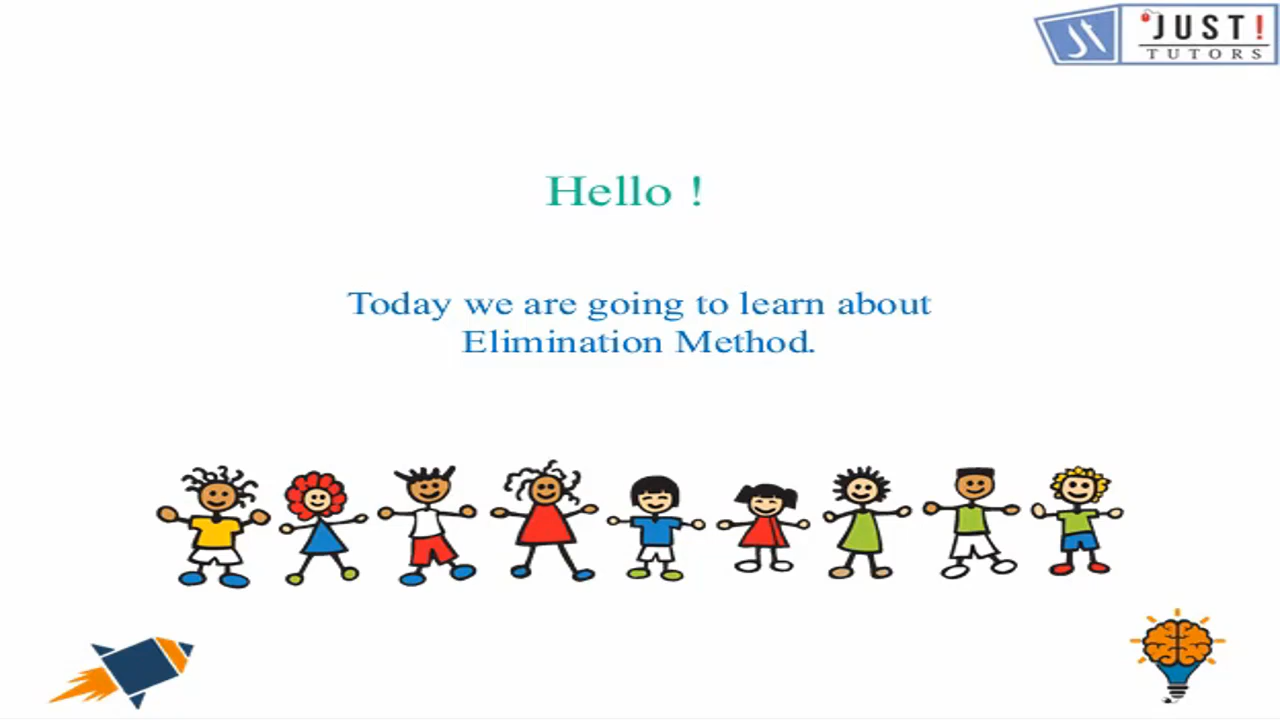 JUST!
TUTORS
Hello !
Today we are going to learn about
Elimination Method.